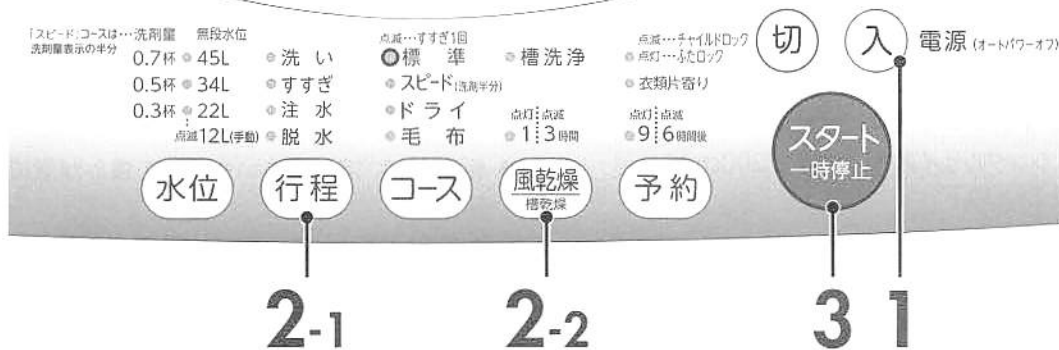 「スピード」コースは…洗剤量 無段水位
洗剤量表示の半分
0.7杯 45L
0.5杯 34L
0.3杯 22L
点滅12L(手動)
洗い
すすぎ
注水
脱水
点滅…すすぎ1回
標準
スピード(洗剤半分)
ドライ
毛布
槽洗浄
点灯 点滅
1 3時間
点滅…チャイルドロック
点灯…ふたロック
衣類片寄り
点灯 点滅
9 6時間後
切 入 電源(オートパワーオフ)
水位 行程 コース 風乾燥 予約
槽乾燥
スタート
一時停止
2-1 2-2 3 1